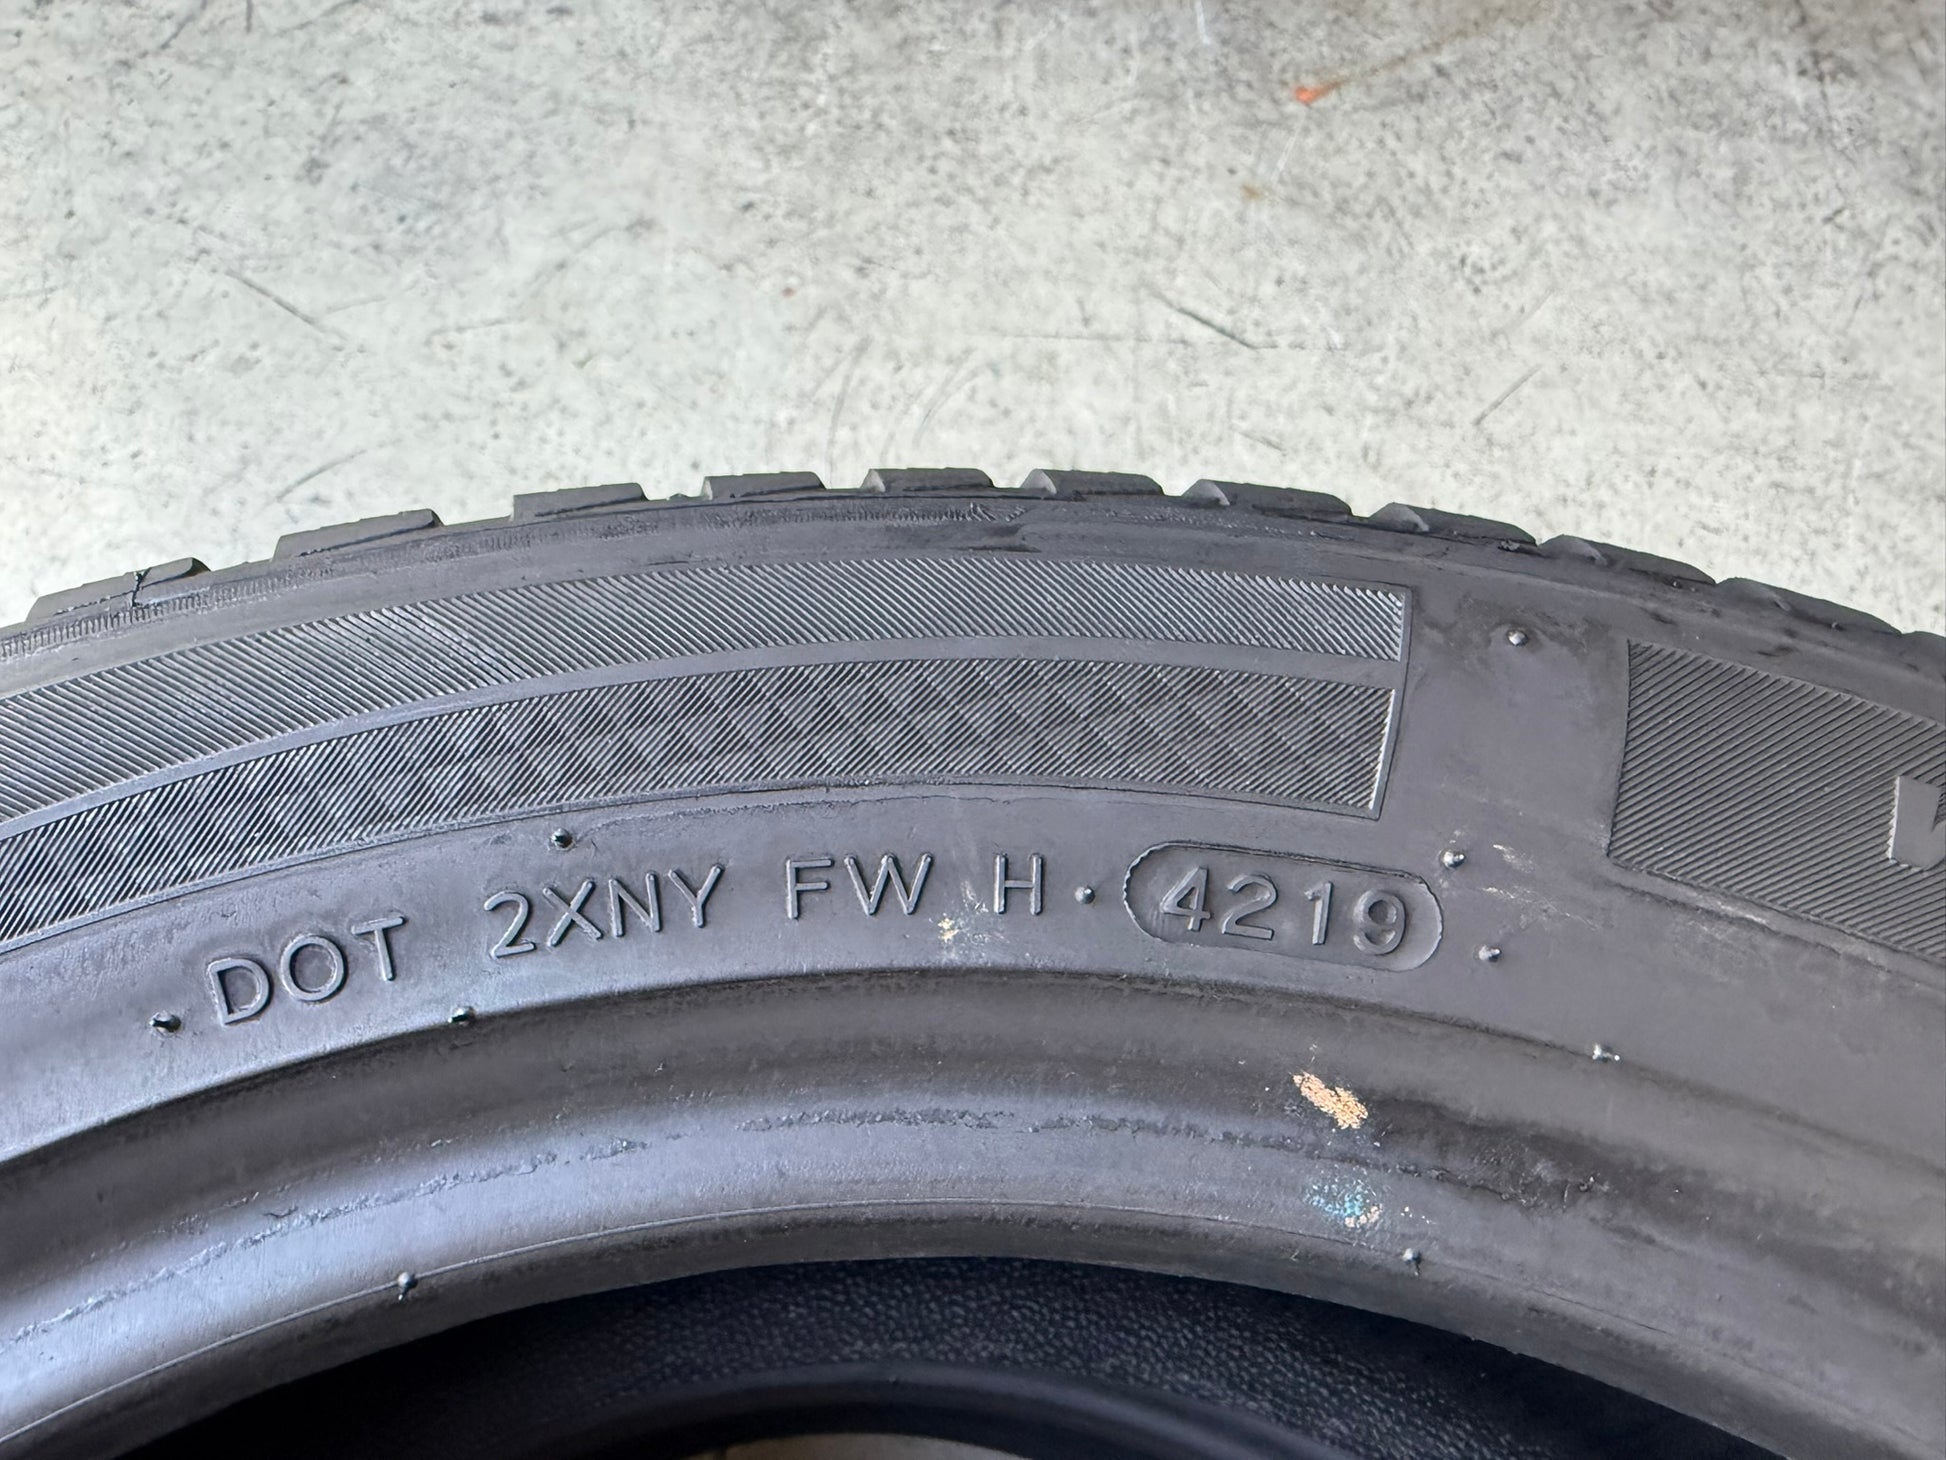 DOT 2XNY FW H · 4219